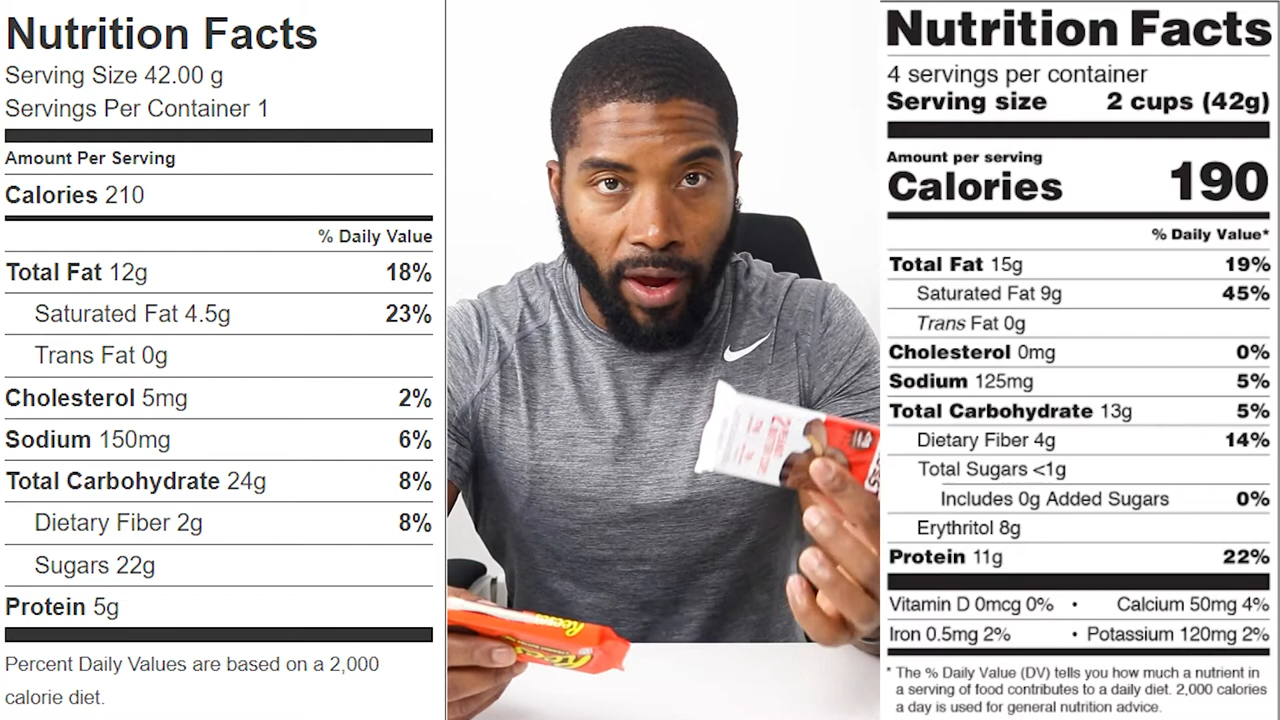 Nutrition Facts
Serving Size 42.00 g
Servings Per Container 1
Amount Per Serving
Calories 210
% Daily Value
Total Fat 12g 18%
Saturated Fat 4.5g 23%
Trans Fat 0g
Cholesterol 5mg 2%
Sodium 150mg 6%
Total Carbohydrate 24g 8%
Dietary Fiber 2g 8%
Sugars 22g
Protein 5g
Percent Daily Values are based on a 2,000
calorie diet.
Reese's
Nutrition Facts
4 servings per container
Serving size 2 cups (42g)
Amount per serving
Calories 190
% Daily Value*
Total Fat 15g 19%
Saturated Fat 9g 45%
Trans Fat 0g
Cholesterol 0mg 0%
Sodium 125mg 5%
Total Carbohydrate 13g 5%
Dietary Fiber 4g 14%
Total Sugars <1g
Includes 0g Added Sugars 0%
Erythritol 8g
Protein 11g 22%
Vitamin D 0mcg 0% • Calcium 50mg 4%
Iron 0.5mg 2% • Potassium 120mg 2%
* The % Daily Value (DV) tells you how much a nutrient in
a serving of food contributes to a daily diet. 2,000 calories
a day is used for general nutrition advice.